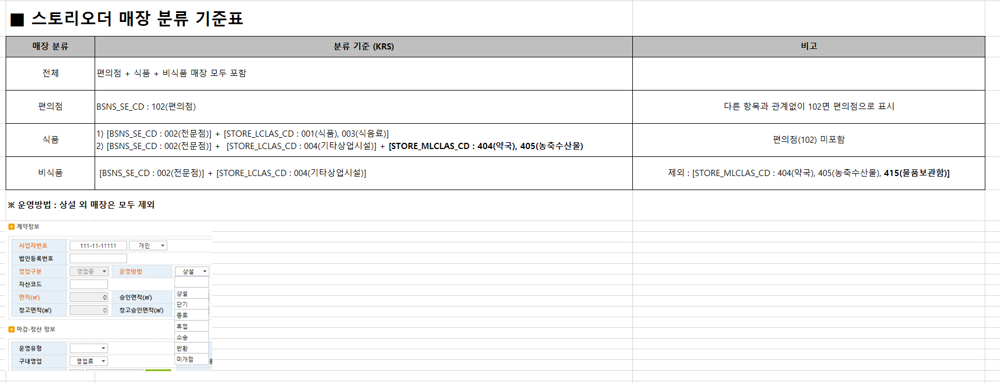 ■ 스토리오더 매장 분류 기준표
매장 분류 분류 기준 (KRS) 비고
전체 편의점 + 식품 + 비식품 매장 모두 포함
편의점 BSNS_SE_CD : 102(편의점) 다른 항목과 관계없이 102면 편의점으로 표시
식품
1) [BSNS_SE_CD : 002(전문점)] + [STORE_LCLAS_CD : 001(식품), 003(식음료)]
2) [BSNS_SE_CD : 002(전문점)] + [STORE_LCLAS_CD : 004(기타상업시설)] + [STORE_MLCLAS_CD : 404(약국), 405(농축수산물)
편의점(102) 미포함
비식품 [BSNS_SE_CD : 002(전문점)] + [STORE_LCLAS_CD : 004(기타상업시설)] 제외 : [STORE_MLCLAS_CD : 404(약국), 405(농축수산물), 415(물품보관함)]
※ 운영방법 : 상설 외 매장은 모두 제외
계약정보
사업자번호 111-11-11111 개인
법인등록번호
영업구분 영업중 운영방법 상설
자산코드
상설
면적(㎡) 0 승인면적(㎡)
단기
창고면적(㎡) 0 창고승인면적(㎡)
종료
휴업
마감-정산 정보
소송
운영유형
반환
미개점
구내영업 영업료